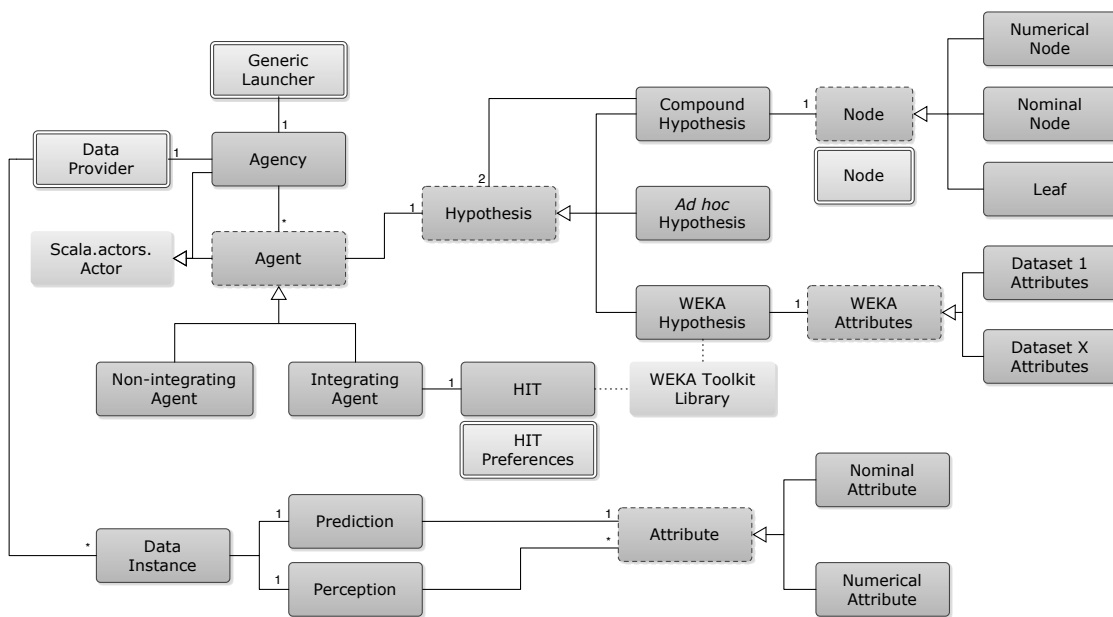 Generic
Launcher
1
Data
Provider
1
Agency
*
Scala.actors.
Actor
Agent
1
Hypothesis
2
Compound
Hypothesis
1
Node
Node
Numerical
Node
Nominal
Node
Leaf
Ad hoc
Hypothesis
WEKA
Hypothesis
1
WEKA
Attributes
Dataset 1
Attributes
Dataset X
Attributes
Non-integrating
Agent
Integrating
Agent
1
HIT
HIT
Preferences
WEKA Toolkit
Library
*
Data
Instance
1
Prediction
1
1
Perception
*
Attribute
Nominal
Attribute
Numerical
Attribute